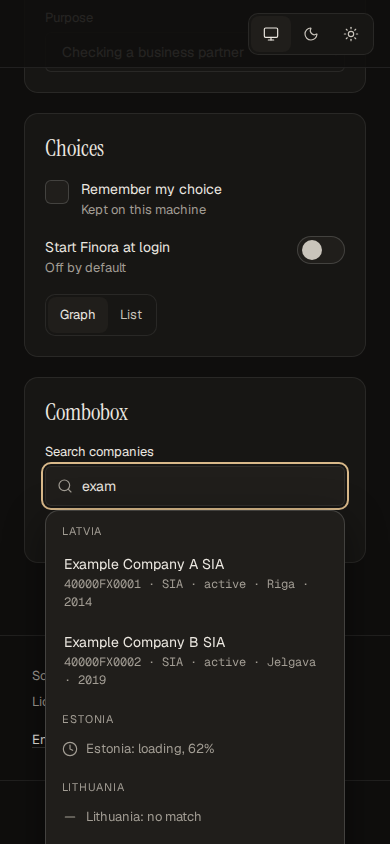 Purpose
Checking a business partner
Choices
Remember my choice
Kept on this machine
Start Finora at login
Off by default
Graph List
Combobox
Search companies
exam
LATVIA
Example Company A SIA
40000FX0001 · SIA · active · Riga ·
2014
Example Company B SIA
40000FX0002 · SIA · active · Jelgava
· 2019
ESTONIA
Estonia: loading, 62%
LITHUANIA
Lithuania: no match